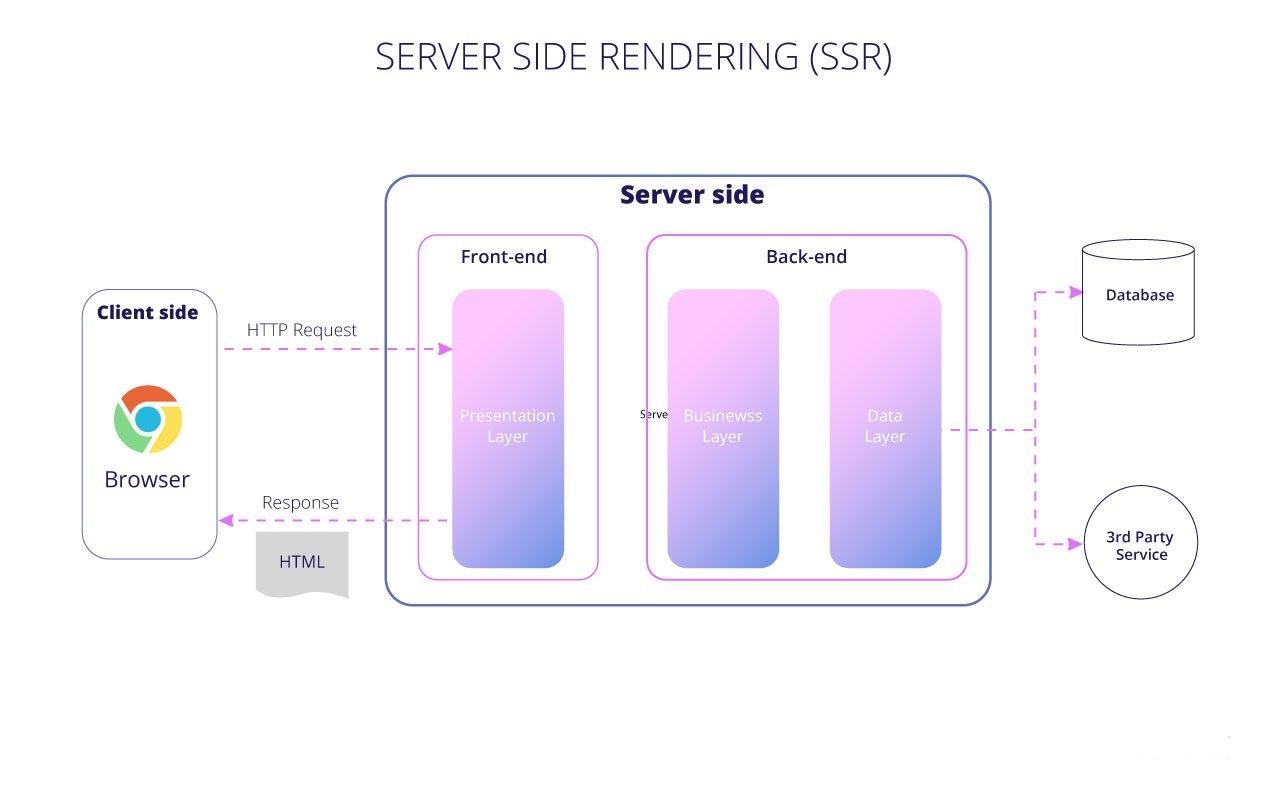 SERVER SIDE RENDERING (SSR)
Server side
Front-end
Back-end
Client side
HTTP Request
Browser
Response
HTML
Presentation
Layer
Serve
Businewss
Layer
Data
Layer
Database
3rd Party
Service